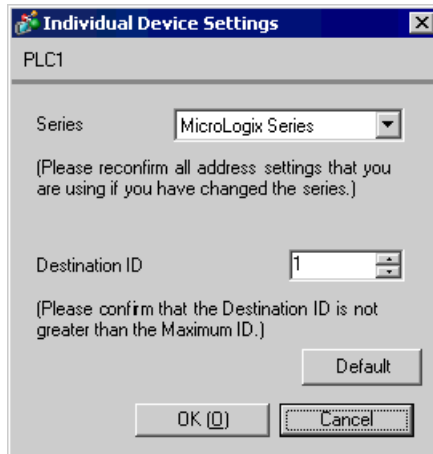 Individual Device Settings
PLC1
Series MicroLogix Series
(Please reconfirm all address settings that you
are using if you have changed the series.)
Destination ID 1
(Please confirm that the Destination ID is not
greater than the Maximum ID.)
Default
OK (O) Cancel